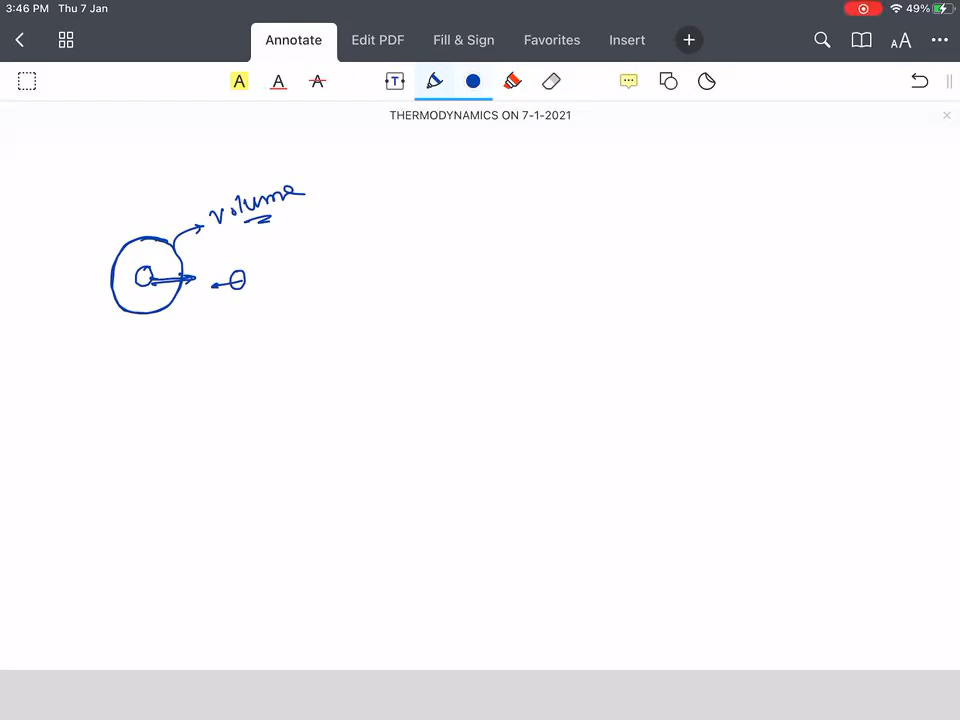 3:46 PM Thu 7 Jan
49%
Annotate Edit PDF Fill & Sign Favorites Insert
AA
A A A T
THERMODYNAMICS ON 7-1-2021
volume